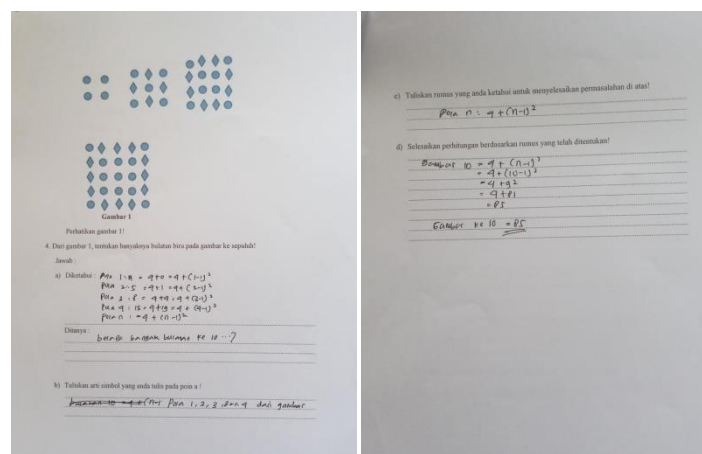 Gambar 1
Perhatikan gambar 1!
4. Dari gambar 1, tentukan banyaknya bulatan biru pada gambar ke sepuluh!
Jawab :
a) Diketahui : Pola 1 = 4 = 4+0 = 4+(1-1)²
Pola 2 = 5 = 4+1 = 4+(2-1)²
Pola 3 = 8 = 4+4 = 4+(3-1)²
Pola 4 : 13 = 4+9 = 4+(4-1)²
Pola n : = 4 + (n-1)²
Ditanya :
berapa banyak bulatan ke 10 ...?
b) Tuliskan arti simbol yang anda tulis pada poin a !
Pola 1, 2, 3 dan 4 dari gambar
c) Tuliskan rumus yang anda ketahui untuk menyelesaikan permasalahan di atas!
Pola n : 4 + (n-1)²
d) Selesaikan perhitungan berdasarkan rumus yang telah ditentukan!
Gambar 10 = 4 + (n-1)²
= 4 + (10-1)²
= 4 + 9²
= 4 + 81
= 85
Gambar ke 10 = 85